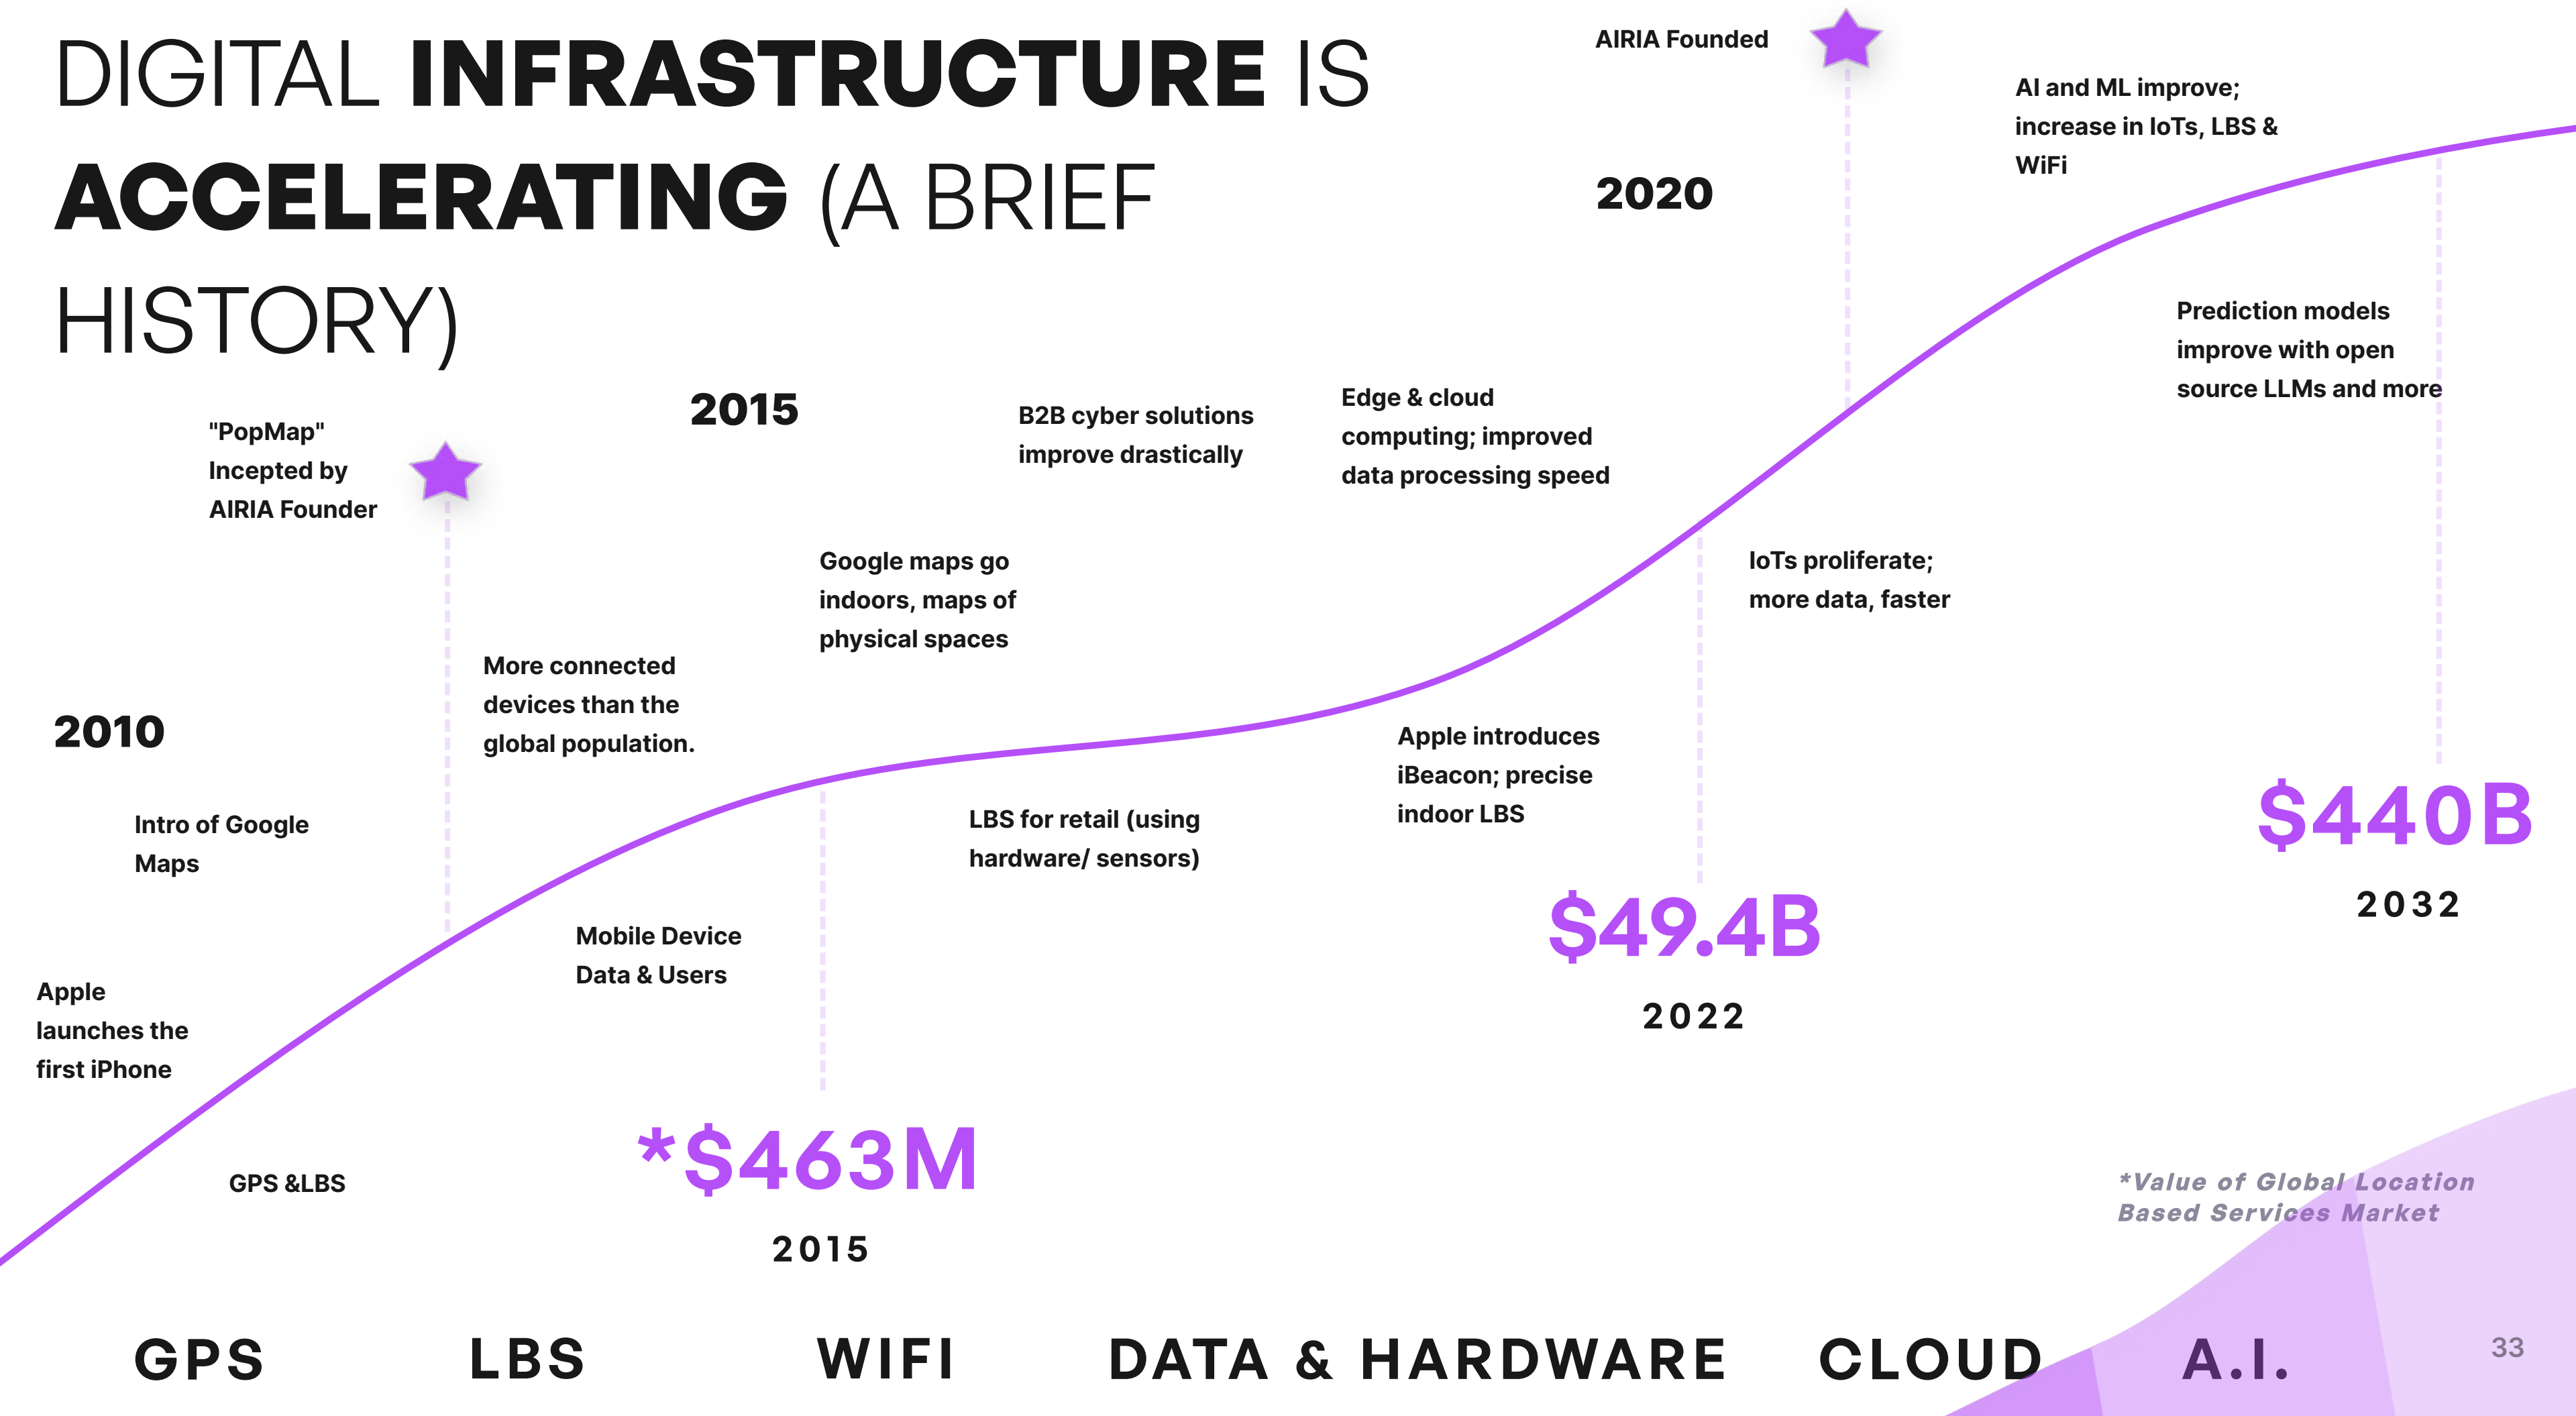 DIGITAL INFRASTRUCTURE IS
ACCELERATING (A BRIEF
HISTORY)
AIRIA Founded
AI and ML improve;
increase in IoTs, LBS &
WiFi
2020
Prediction models
improve with open
source LLMs and more
2015
"PopMap"
Incepted by
AIRIA Founder
B2B cyber solutions
improve drastically
Edge & cloud
computing; improved
data processing speed
Google maps go
indoors, maps of
physical spaces
IoTs proliferate;
more data, faster
More connected
devices than the
global population.
2010
Intro of Google
Maps
Apple introduces
iBeacon; precise
indoor LBS
LBS for retail (using
hardware/ sensors)
$440B
2032
$49.4B
2022
Mobile Device
Data & Users
Apple
launches the
first iPhone
GPS &LBS
*$463M
2015
*Value of Global Location
Based Services Market
GPS
LBS
WIFI
DATA & HARDWARE
CLOUD
A.I.
33